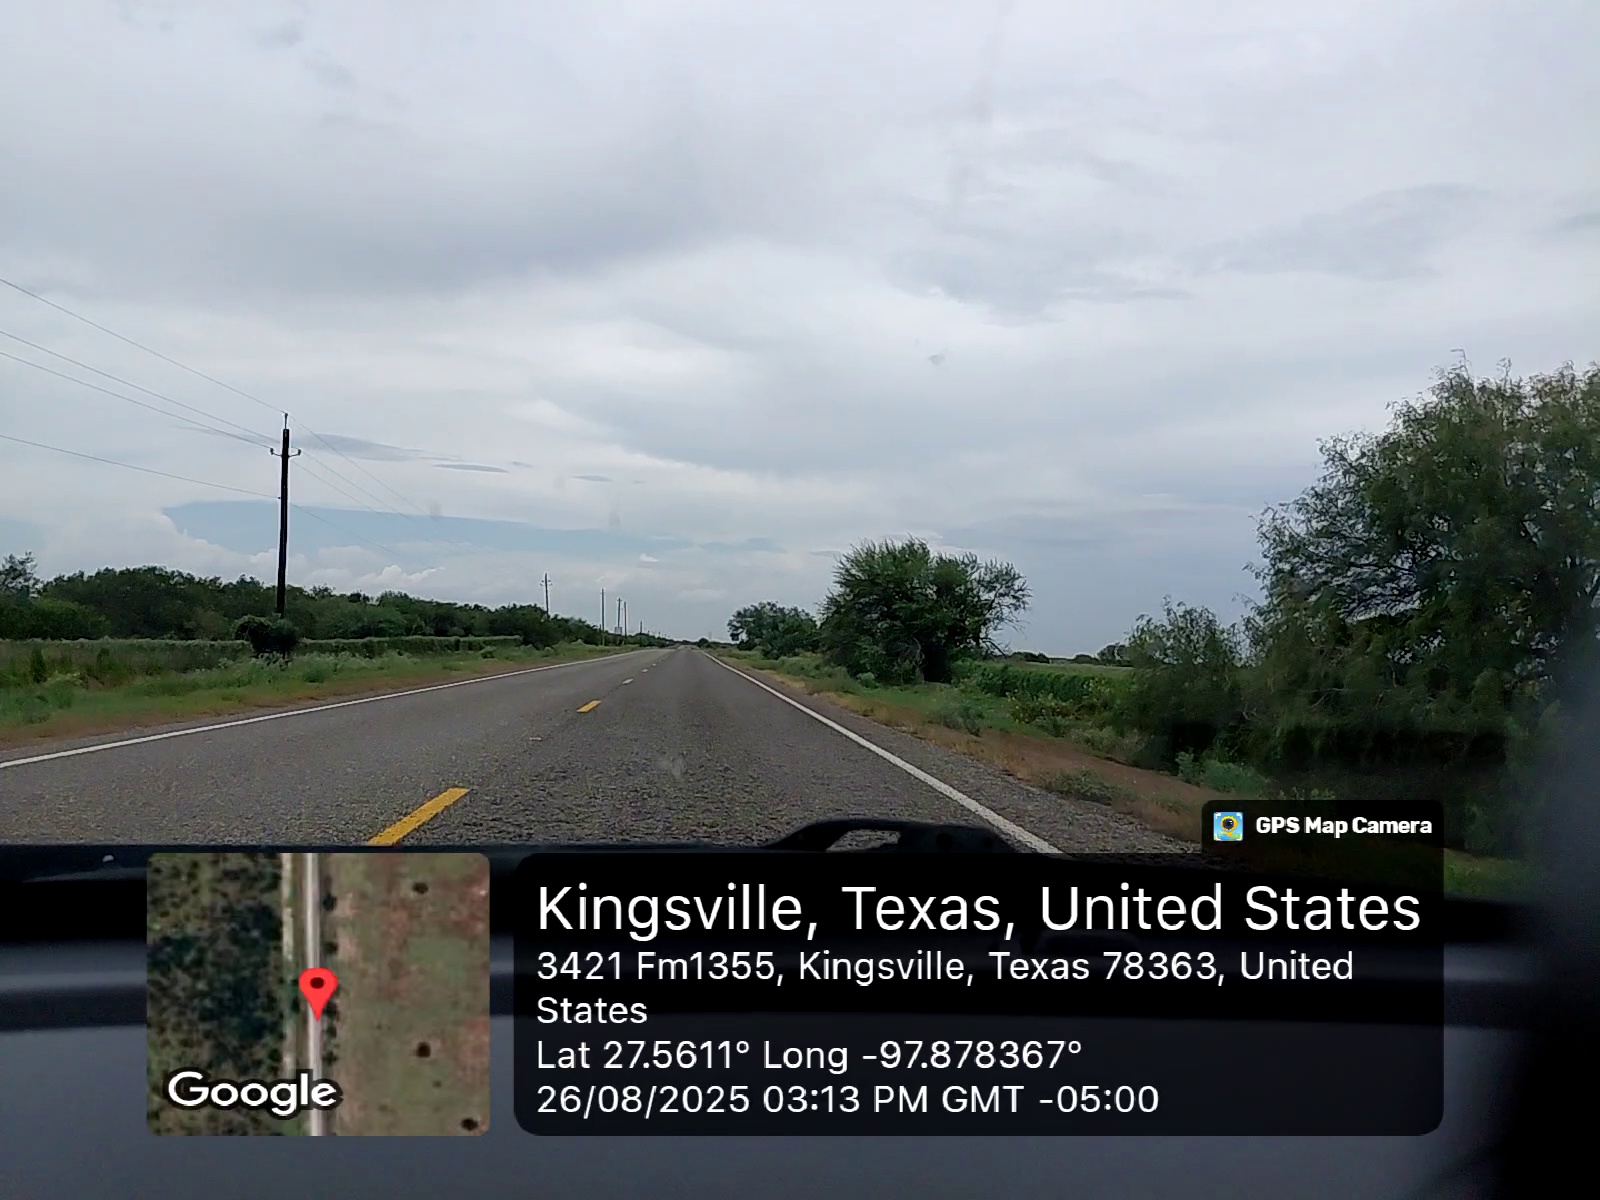 GPS Map Camera
Kingsville, Texas, United States
3421 Fm1355, Kingsville, Texas 78363, United
States
Lat 27.5611° Long -97.878367°
26/08/2025 03:13 PM GMT -05:00
Google